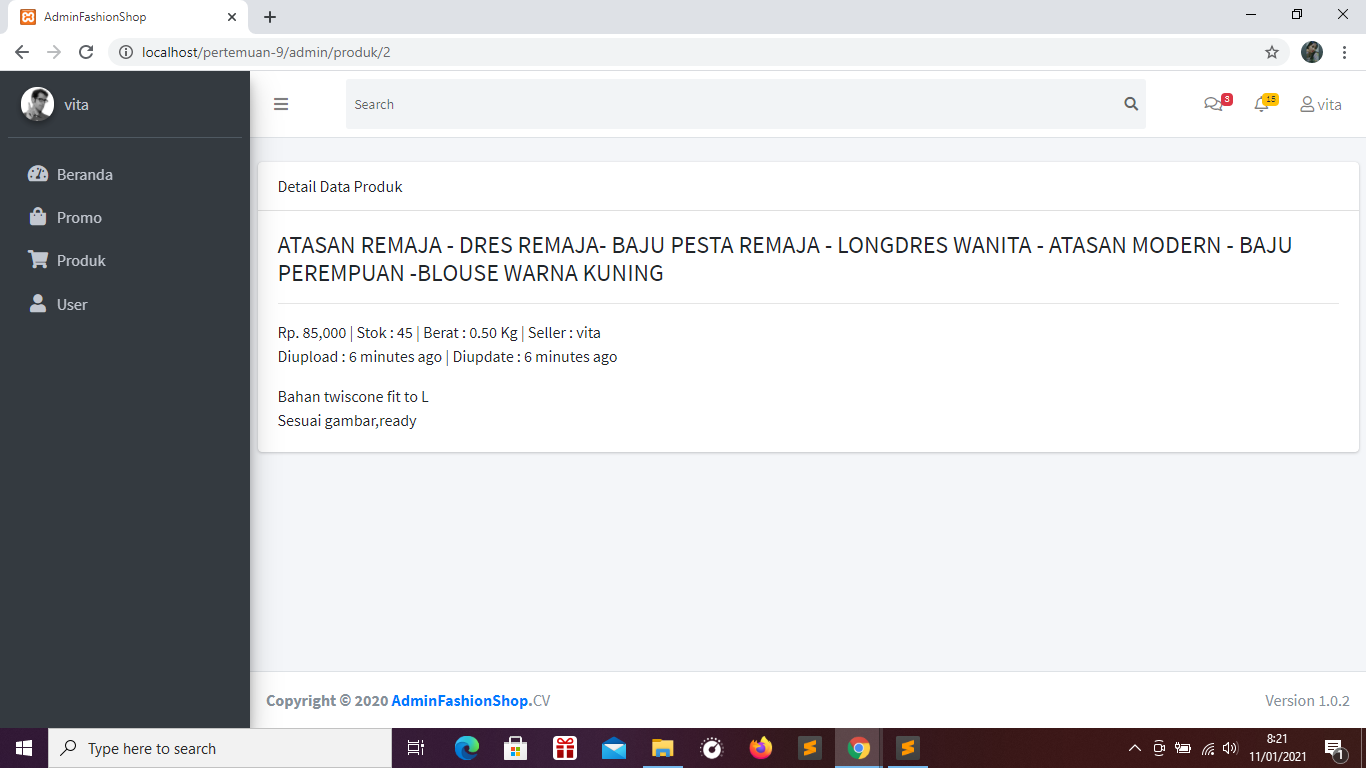 AdminFashionShop
localhost/pertemuan-9/admin/produk/2
vita
Search
3
15
vita
Beranda
Promo
Produk
User
Detail Data Produk
ATASAN REMAJA - DRES REMAJA- BAJU PESTA REMAJA - LONGDRES WANITA - ATASAN MODERN - BAJU
PEREMPUAN -BLOUSE WARNA KUNING
Rp. 85,000 | Stok : 45 | Berat : 0.50 Kg | Seller : vita
Diupload : 6 minutes ago | Diupdate : 6 minutes ago
Bahan twiscone fit to L
Sesuai gambar,ready
Copyright © 2020 AdminFashionShop.CV
Version 1.0.2
Type here to search
8:21
11/01/2021
1